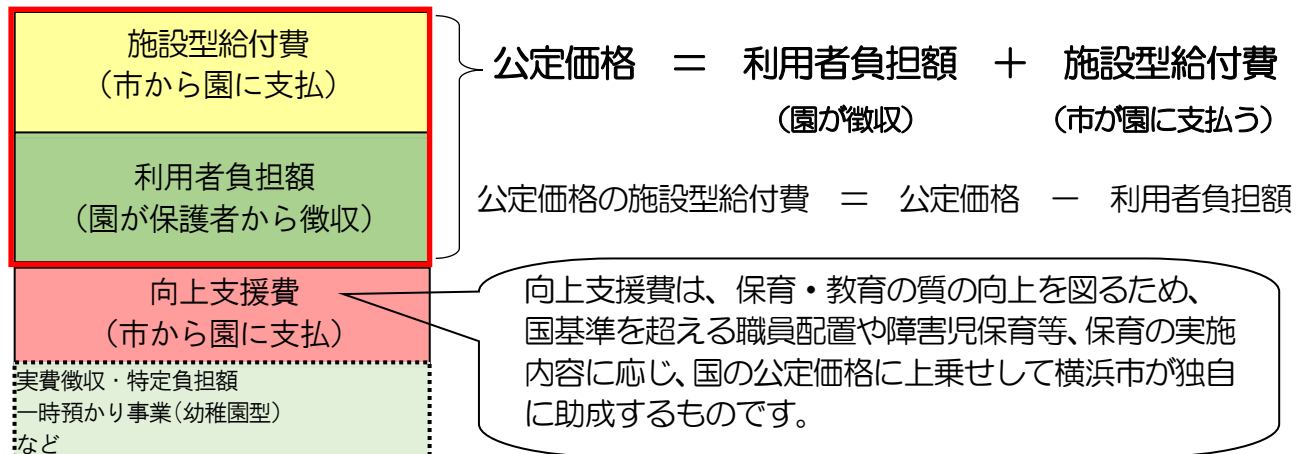 施設型給付費
(市から園に支払)
利用者負担額
(園が保護者から徴収)
向上支援費
(市から園に支払)
実費徴収・特定負担額
一時預かり事業(幼稚園型)
など
公定価格 = 利用者負担額 + 施設型給付費
(園が徴収) (市が園に支払う)
公定価格の施設型給付費 = 公定価格 - 利用者負担額
向上支援費は、保育・教育の質の向上を図るため、
国基準を超える職員配置や障害児保育等、保育の実施
内容に応じ、国の公定価格に上乗せして横浜市が独自
に助成するものです。